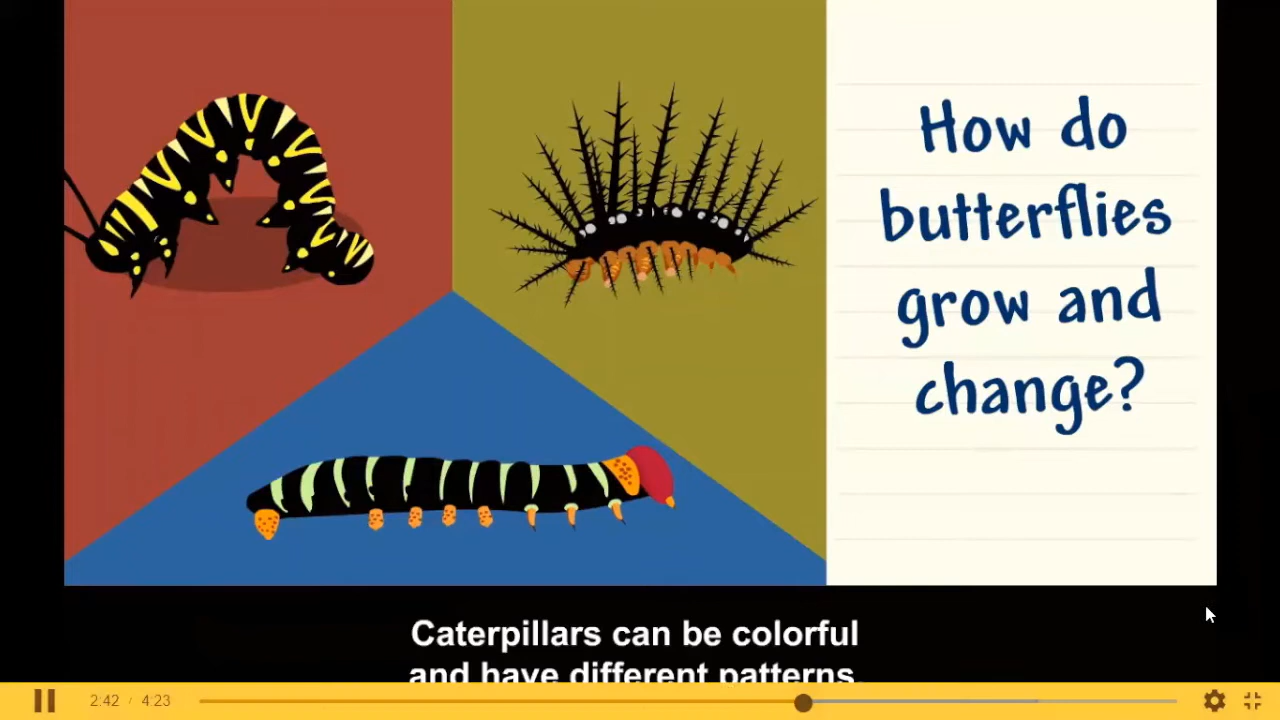 How do
butterflies
grow and
change?
Caterpillars can be colorful
and have different patterns.
2:42 / 4:23